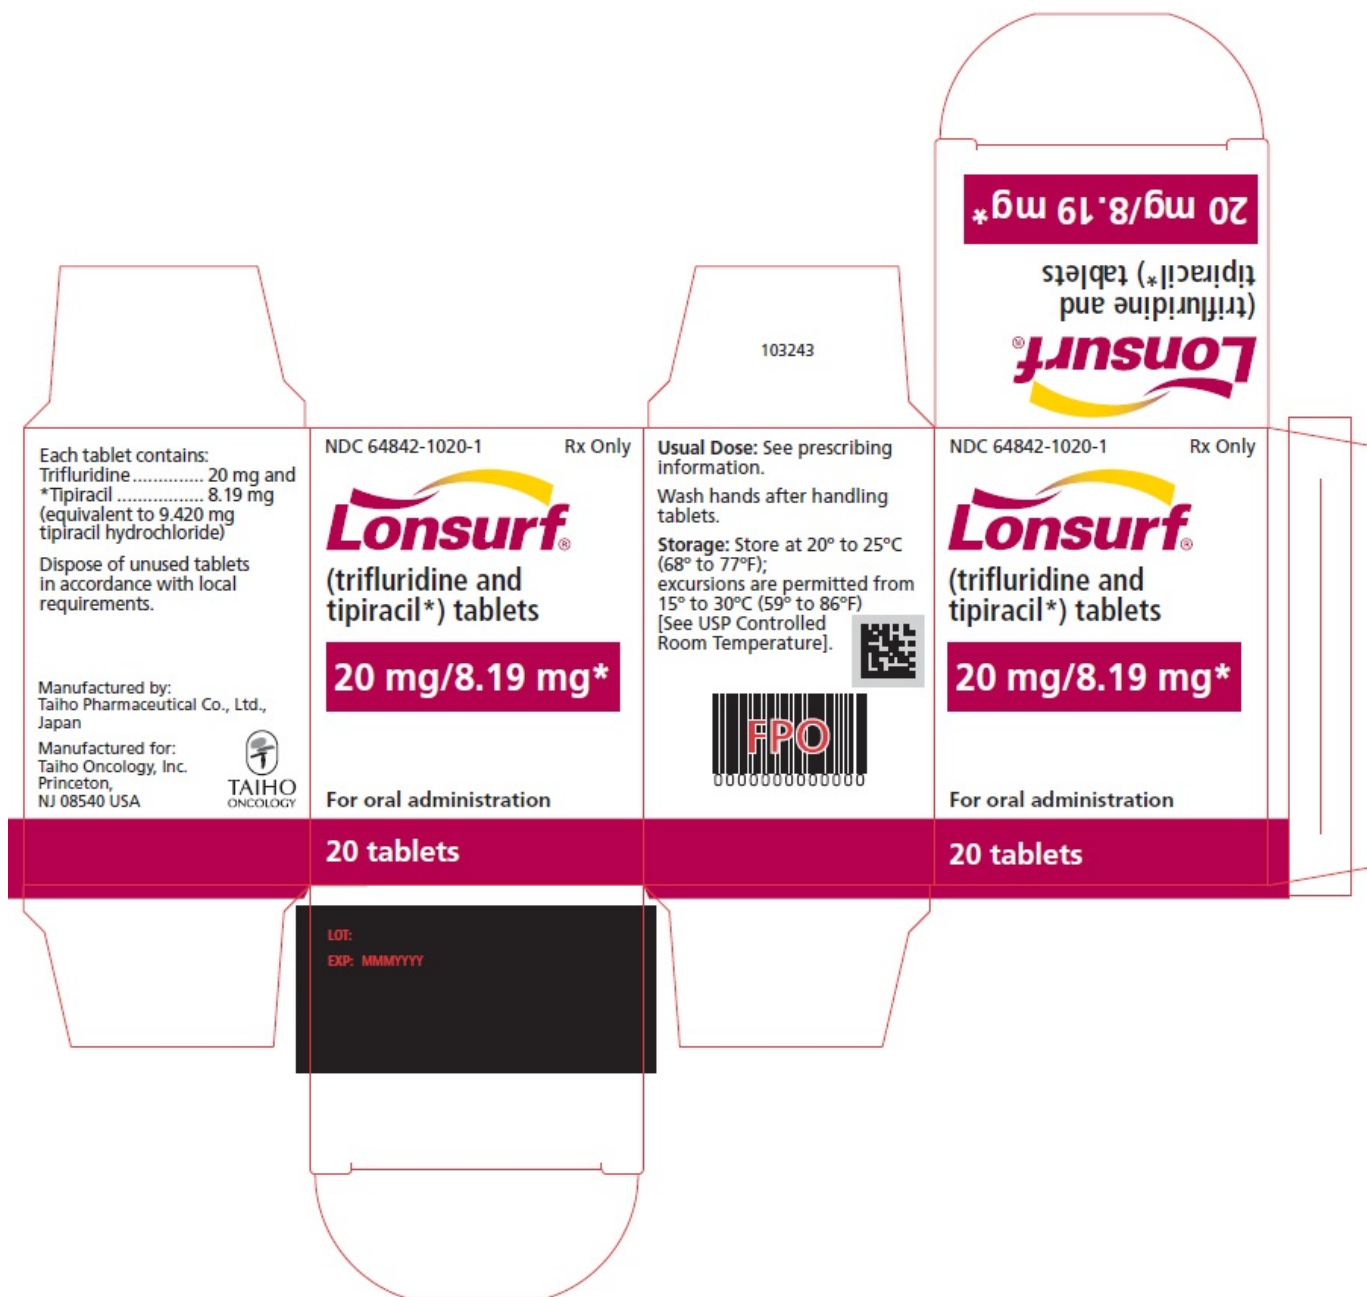 Lonsurf®
(trifluridine and
tipiracil*) tablets
20 mg/8.19 mg*
103243
Each tablet contains:
Trifluridine .............. 20 mg and
*Tipiracil ................. 8.19 mg
(equivalent to 9.420 mg
tipiracil hydrochloride)
Dispose of unused tablets
in accordance with local
requirements.
Manufactured by:
Taiho Pharmaceutical Co., Ltd.,
Japan
Manufactured for:
Taiho Oncology, Inc.
Princeton,
NJ 08540 USA
TAIHO
ONCOLOGY
NDC 64842-1020-1 Rx Only
Lonsurf®
(trifluridine and
tipiracil*) tablets
20 mg/8.19 mg*
For oral administration
20 tablets
Usual Dose: See prescribing
information.
Wash hands after handling
tablets.
Storage: Store at 20° to 25°C
(68° to 77°F);
excursions are permitted from
15° to 30°C (59° to 86°F)
[See USP Controlled
Room Temperature].
FPO
0000000000000
NDC 64842-1020-1 Rx Only
Lonsurf®
(trifluridine and
tipiracil*) tablets
20 mg/8.19 mg*
For oral administration
20 tablets
LOT:
EXP: MMMYYYY